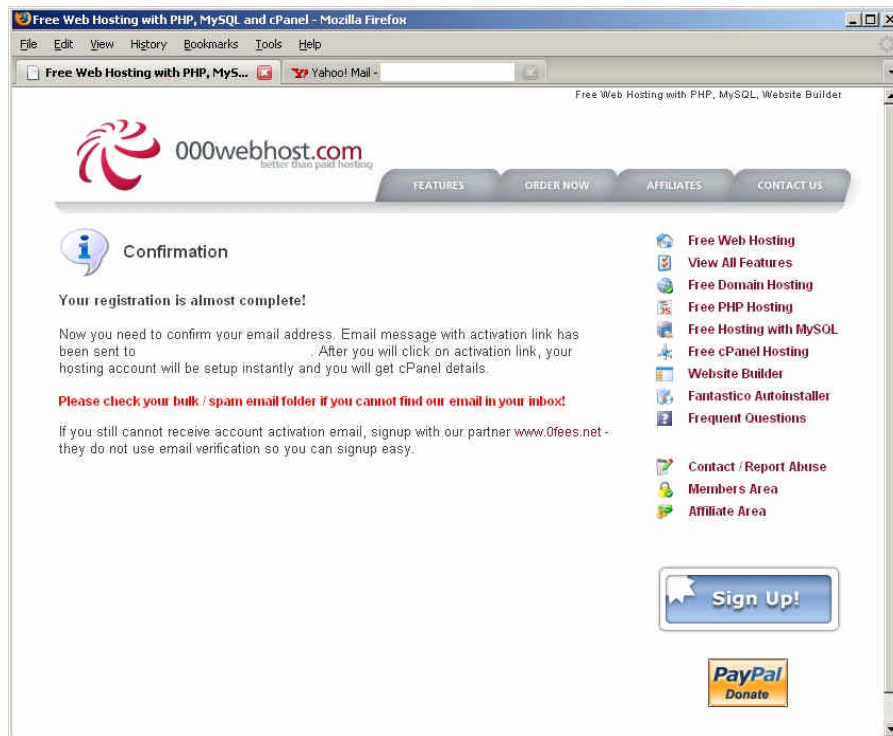 Free Web Hosting with PHP, MySQL and cPanel - Mozilla Firefox
File Edit View History Bookmarks Tools Help
Free Web Hosting with PHP, MyS... Yahoo! Mail -
Free Web Hosting with PHP, MySQL, Website Builder
000webhost.com
better than paid hosting
FEATURES ORDER NOW AFFILIATES CONTACT US
Confirmation
Your registration is almost complete!
Now you need to confirm your email address. Email message with activation link has
been sent to . After you will click on activation link, your
hosting account will be setup instantly and you will get cPanel details.
Please check your bulk / spam email folder if you cannot find our email in your inbox!
If you still cannot receive account activation email, signup with our partner www.0fees.net -
they do not use email verification so you can signup easy.
Free Web Hosting
View All Features
Free Domain Hosting
Free PHP Hosting
Free Hosting with MySQL
Free cPanel Hosting
Website Builder
Fantastico Autoinstaller
Frequent Questions
Contact / Report Abuse
Members Area
Affiliate Area
Sign Up!
PayPal
Donate